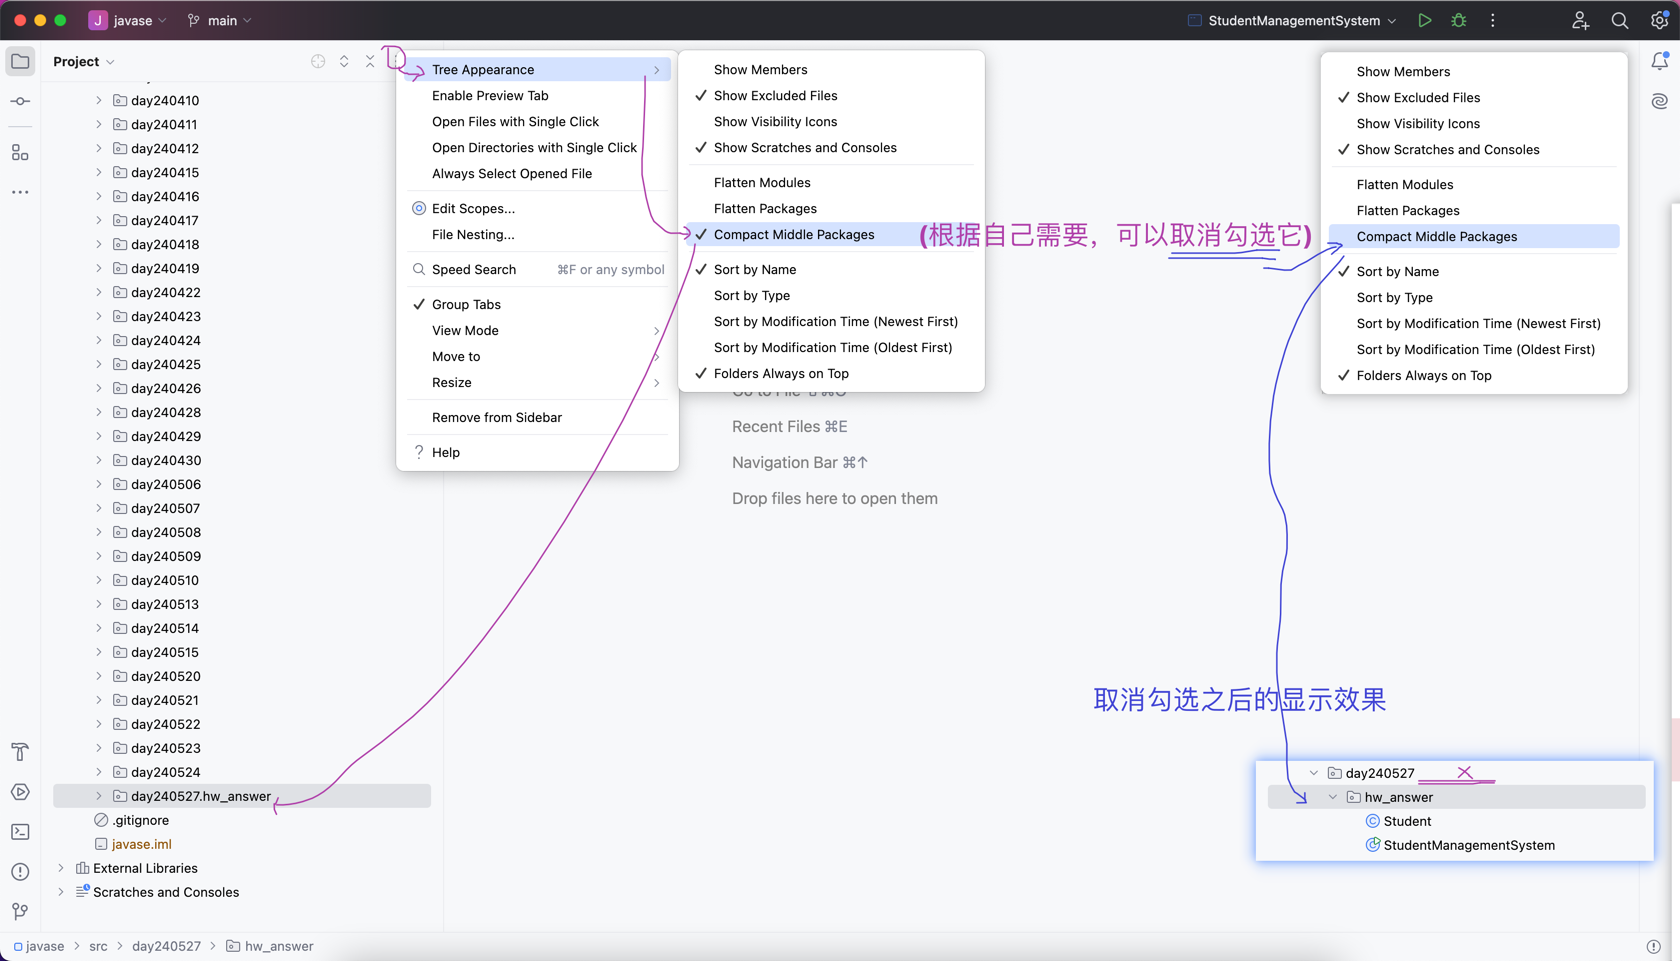 J javase main StudentManagementSystem
Project
day240410
day240411
day240412
day240415
day240416
day240417
day240418
day240419
day240422
day240423
day240424
day240425
day240426
day240428
day240429
day240430
day240506
day240507
day240508
day240509
day240510
day240513
day240514
day240515
day240520
day240521
day240522
day240523
day240524
day240527.hw_answer
.gitignore
javase.iml
External Libraries
Scratches and Consoles
Tree Appearance
Enable Preview Tab
Open Files with Single Click
Open Directories with Single Click
Always Select Opened File
Edit Scopes...
File Nesting...
Speed Search ⌘F or any symbol
Group Tabs
View Mode
Move to
Resize
Remove from Sidebar
? Help
Show Members
Show Excluded Files
Show Visibility Icons
Show Scratches and Consoles
Flatten Modules
Flatten Packages
Compact Middle Packages
Sort by Name
Sort by Type
Sort by Modification Time (Newest First)
Sort by Modification Time (Oldest First)
Folders Always on Top
(根据自己需要，可以取消勾选它)
Recent Files ⌘E
Navigation Bar ⌘↑
Drop files here to open them
Show Members
Show Excluded Files
Show Visibility Icons
Show Scratches and Consoles
Flatten Modules
Flatten Packages
Compact Middle Packages
Sort by Name
Sort by Type
Sort by Modification Time (Newest First)
Sort by Modification Time (Oldest First)
Folders Always on Top
取消勾选之后的显示效果
day240527
hw_answer
Student
StudentManagementSystem
javase > src > day240527 > hw_answer